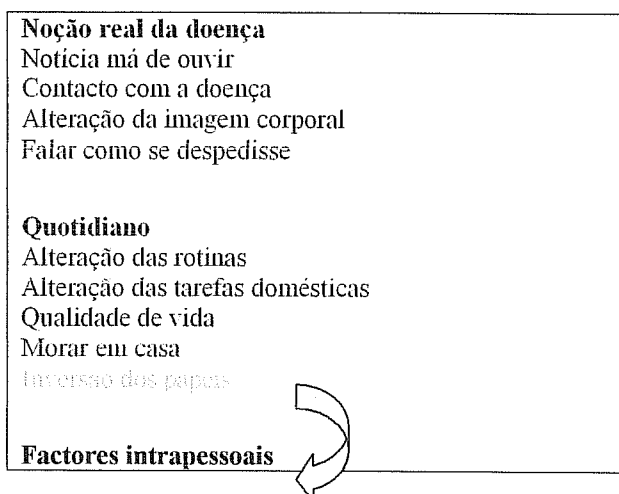 Noção real da doença
Notícia má de ouvir
Contacto com a doença
Alteração da imagem corporal
Falar como se despedisse
Quotidiano
Alteração das rotinas
Alteração das tarefas domésticas
Qualidade de vida
Morar em casa
Inversão dos papeis
Factores intrapessoais